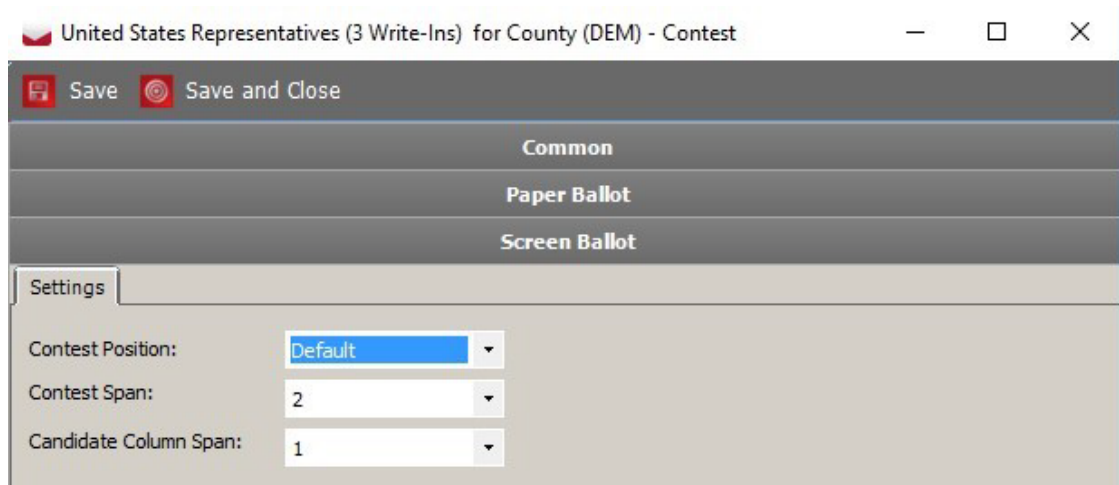 United States Representatives (3 Write-Ins) for County (DEM) - Contest
Save Save and Close
Common
Paper Ballot
Screen Ballot
Settings
Contest Position: Default
Contest Span: 2
Candidate Column Span: 1